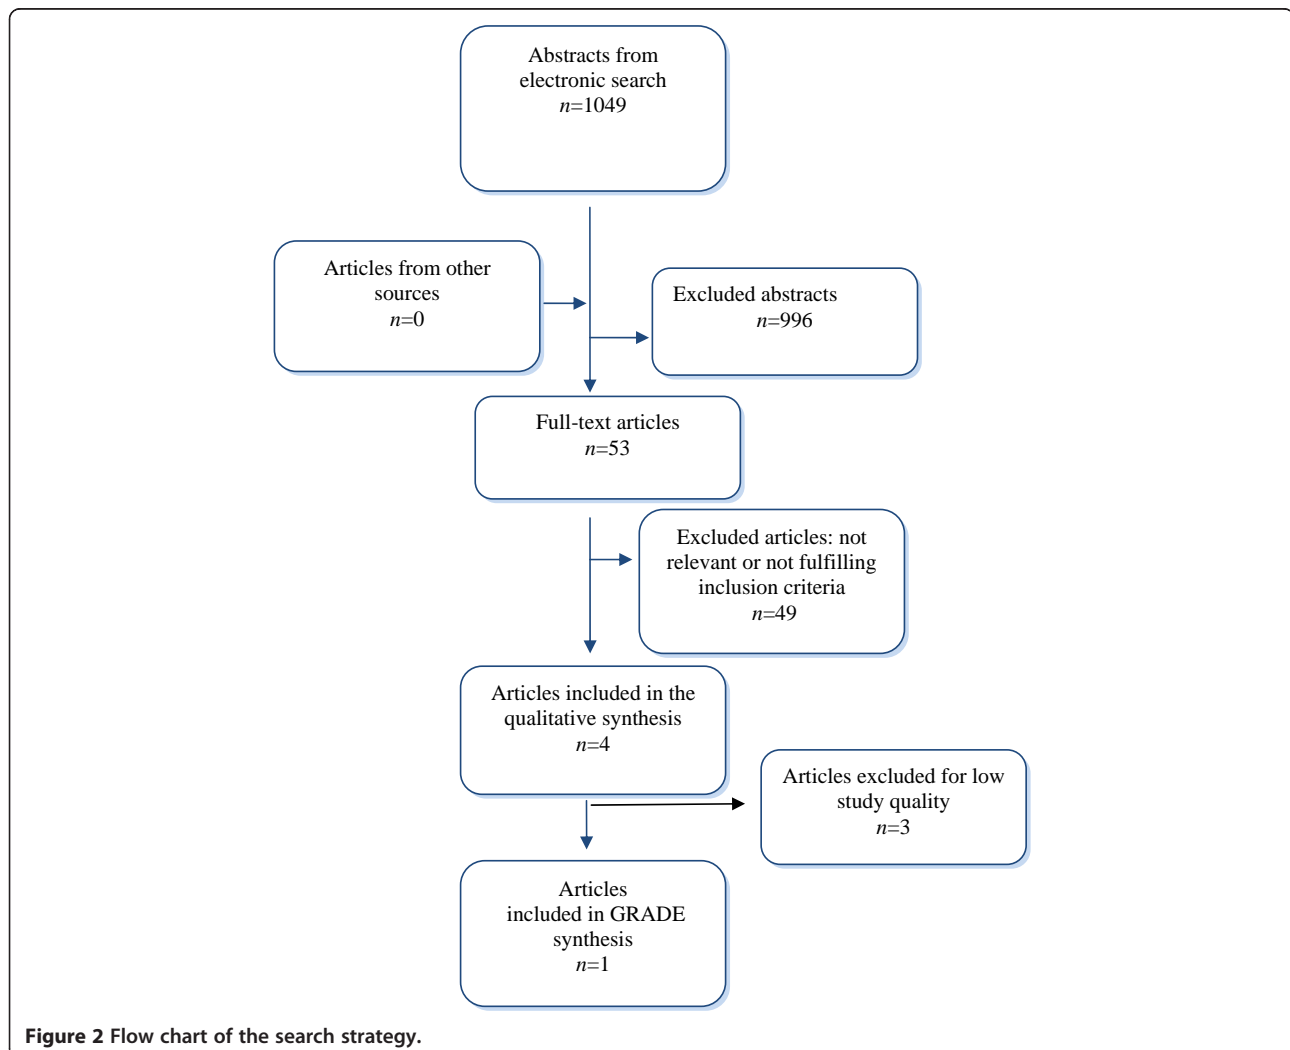 Abstracts from
electronic search
n=1049
Articles from other
sources
n=0
Excluded abstracts
n=996
Full-text articles
n=53
Excluded articles: not
relevant or not fulfilling
inclusion criteria
n=49
Articles included in the
qualitative synthesis
n=4
Articles excluded for low
study quality
n=3
Articles
included in GRADE
synthesis
n=1
Figure 2 Flow chart of the search strategy.